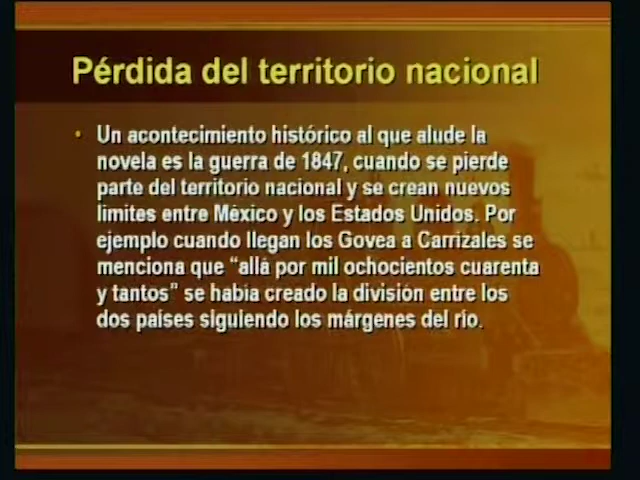 Pérdida del territorio nacional
• Un acontecimiento histórico al que alude la
novela es la guerra de 1847, cuando se pierde
parte del territorio nacional y se crean nuevos
limites entre México y los Estados Unidos. Por
ejemplo cuando llegan los Govea a Carrizales se
menciona que "allá por mil ochocientos cuarenta
y tantos" se había creado la división entre los
dos países siguiendo los márgenes del río.